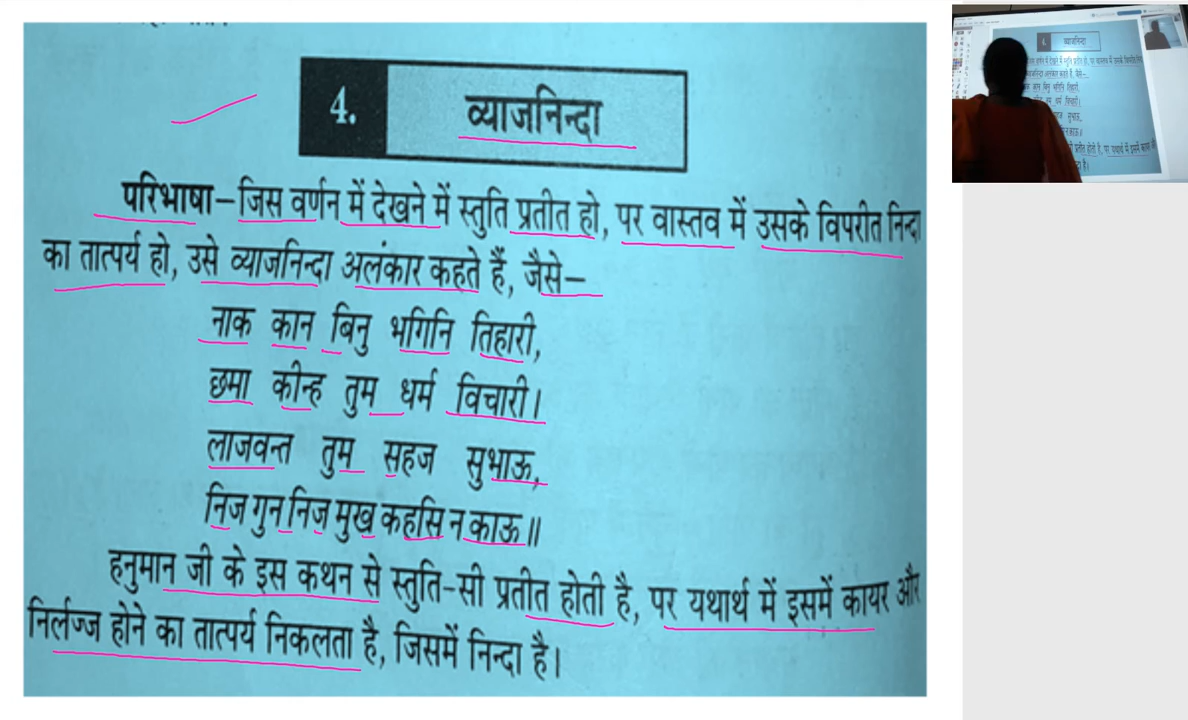 4. व्याजनिन्दा
परिभाषा–जिस वर्णन में देखने में स्तुति प्रतीत हो, पर वास्तव में उसके विपरीत निन्दा
का तात्पर्य हो, उसे व्याजनिन्दा अलंकार कहते हैं, जैसे–
नाक कान बिनु भगिनि तिहारी,
छमा कीन्ह तुम धर्म विचारी।
लाजवन्त तुम सहज सुभाऊ,
निज गुन निज मुख कहसि न काऊ॥
हनुमान जी के इस कथन से स्तुति-सी प्रतीत होती है, पर यथार्थ में इसमें कायर और
निर्लज्ज होने का तात्पर्य निकलता है, जिसमें निन्दा है।